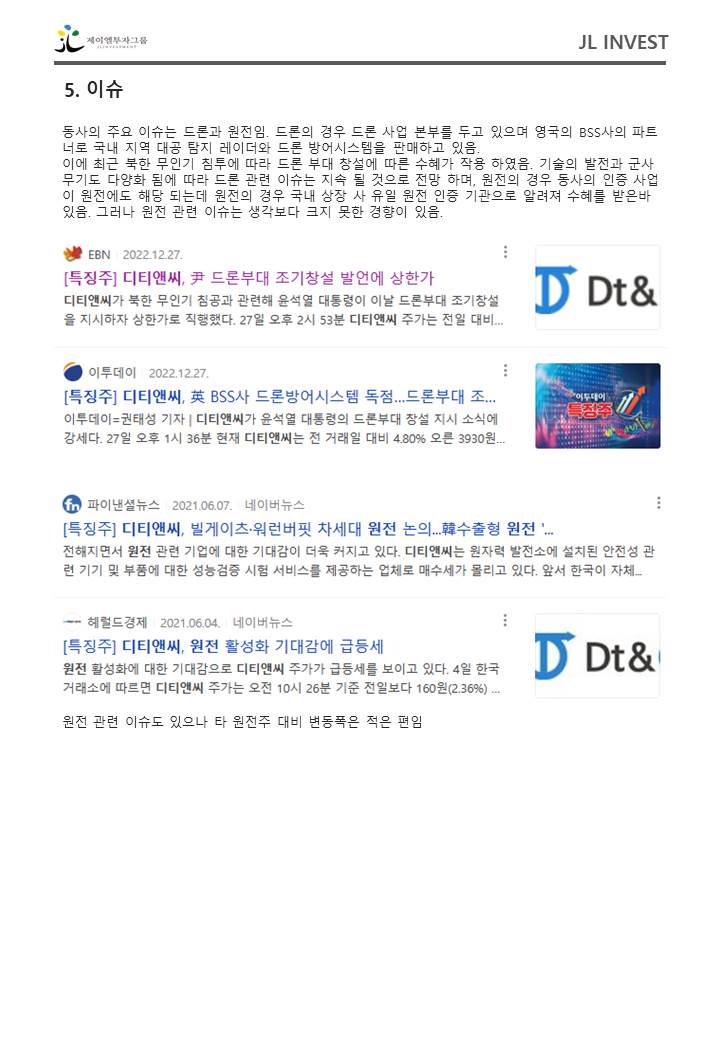 제이엘투자그룹
JL INVESTMENT
JL INVEST
5. 이슈
동사의 주요 이슈는 드론과 원전임. 드론의 경우 드론 사업 본부를 두고 있으며 영국의 BSS사의 파트
너로 국내 지역 대공 탐지 레이더와 드론 방어시스템을 판매하고 있음.
이에 최근 북한 무인기 침투에 따라 드론 부대 창설에 따른 수혜가 작용 하였음. 기술의 발전과 군사
무기도 다양화 됨에 따라 드론 관련 이슈는 지속 될 것으로 전망 하며, 원전의 경우 동사의 인증 사업
이 원전에도 해당 되는데 원전의 경우 국내 상장 사 유일 원전 인증 기관으로 알려져 수혜를 받은바
있음. 그러나 원전 관련 이슈는 생각보다 크지 못한 경향이 있음.
EBN 2022.12.27.
[특징주] 디티앤씨, 尹 드론부대 조기창설 발언에 상한가
디티앤씨가 북한 무인기 침공과 관련해 윤석열 대통령이 이날 드론부대 조기창설
을 지시하자 상한가로 직행했다. 27일 오후 2시 53분 디티앤씨 주가는 전일 대비...
Dt&
이투데이 2022.12.27.
[특징주] 디티앤씨, 英 BSS사 드론방어시스템 독점...드론부대 조...
이투데이=권태성 기자 | 디티앤씨가 윤석열 대통령의 드론부대 창설 지시 소식에
강세다. 27일 오후 1시 36분 현재 디티앤씨는 전 거래일 대비 4.80% 오른 3930원...
이투데이
특징주
fn 파이낸셜뉴스 2021.06.07. 네이버뉴스
[특징주] 디티앤씨, 빌게이츠·워런버핏 차세대 원전 논의...韓수출형 원전 '...
전해지면서 원전 관련 기업에 대한 기대감이 더욱 커지고 있다. 디티앤씨는 원자력 발전소에 설치된 안전성 관
련 기기 및 부품에 대한 성능검증 시험 서비스를 제공하는 업체로 매수세가 몰리고 있다. 앞서 한국이 자체...
헤럴드경제 2021.06.04. 네이버뉴스
[특징주] 디티앤씨, 원전 활성화 기대감에 급등세
원전 활성화에 대한 기대감으로 디티앤씨 주가가 급등세를 보이고 있다. 4일 한국
거래소에 따르면 디티앤씨 주가는 오전 10시 26분 기준 전일보다 160원(2.36%) ...
Dt&
원전 관련 이슈도 있으나 타 원전주 대비 변동폭은 적은 편임